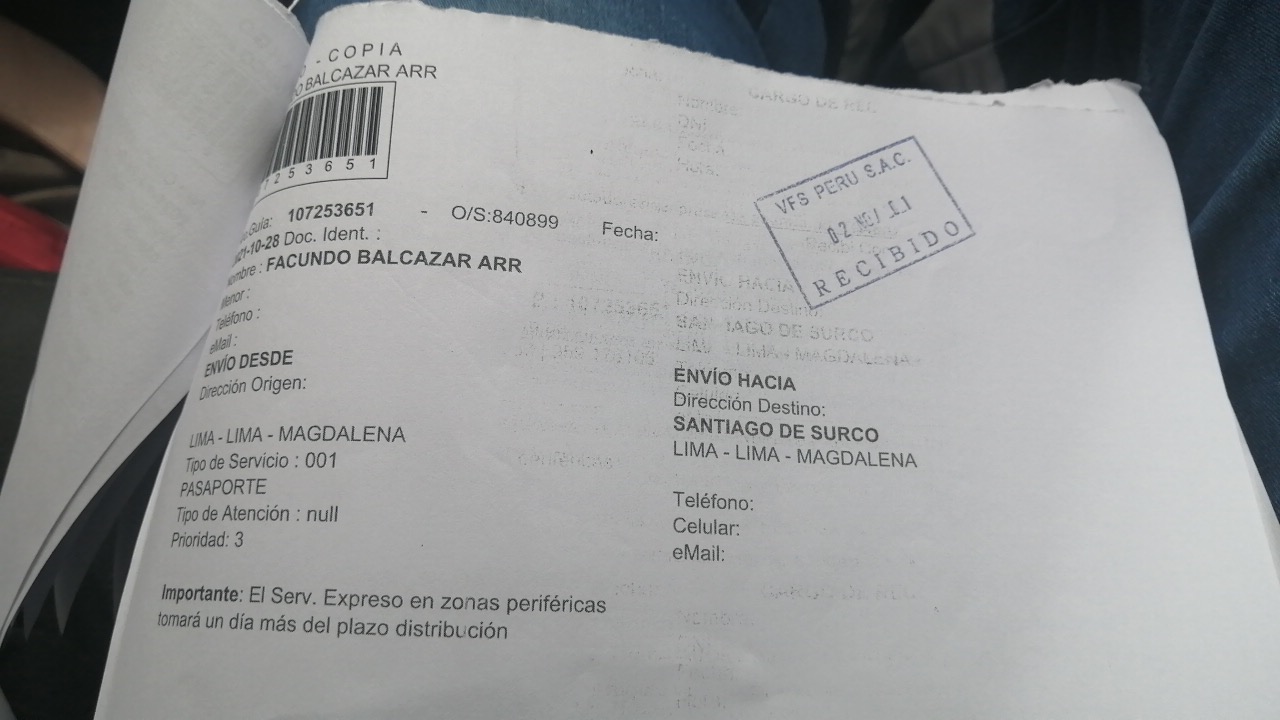 - COPIA
BALCAZAR ARR
253651
Guía: 107253651 - O/S:840899 Fecha:
21-10-28 Doc. Ident. :
Nombre : FACUNDO BALCAZAR ARR
Menor :
Teléfono :
eMail :
ENVÍO DESDE
Dirección Origen:
LIMA - LIMA - MAGDALENA
Tipo de Servicio : 001
PASAPORTE
Tipo de Atención : null
Prioridad: 3
Importante: El Serv. Expreso en zonas periféricas
tomará un día más del plazo distribución
VFS PERU S.A.C.
02
RECIBIDO
ENVÍO HACIA
Dirección Destino:
SANTIAGO DE SURCO
LIMA - LIMA - MAGDALENA
Teléfono:
Celular:
eMail: